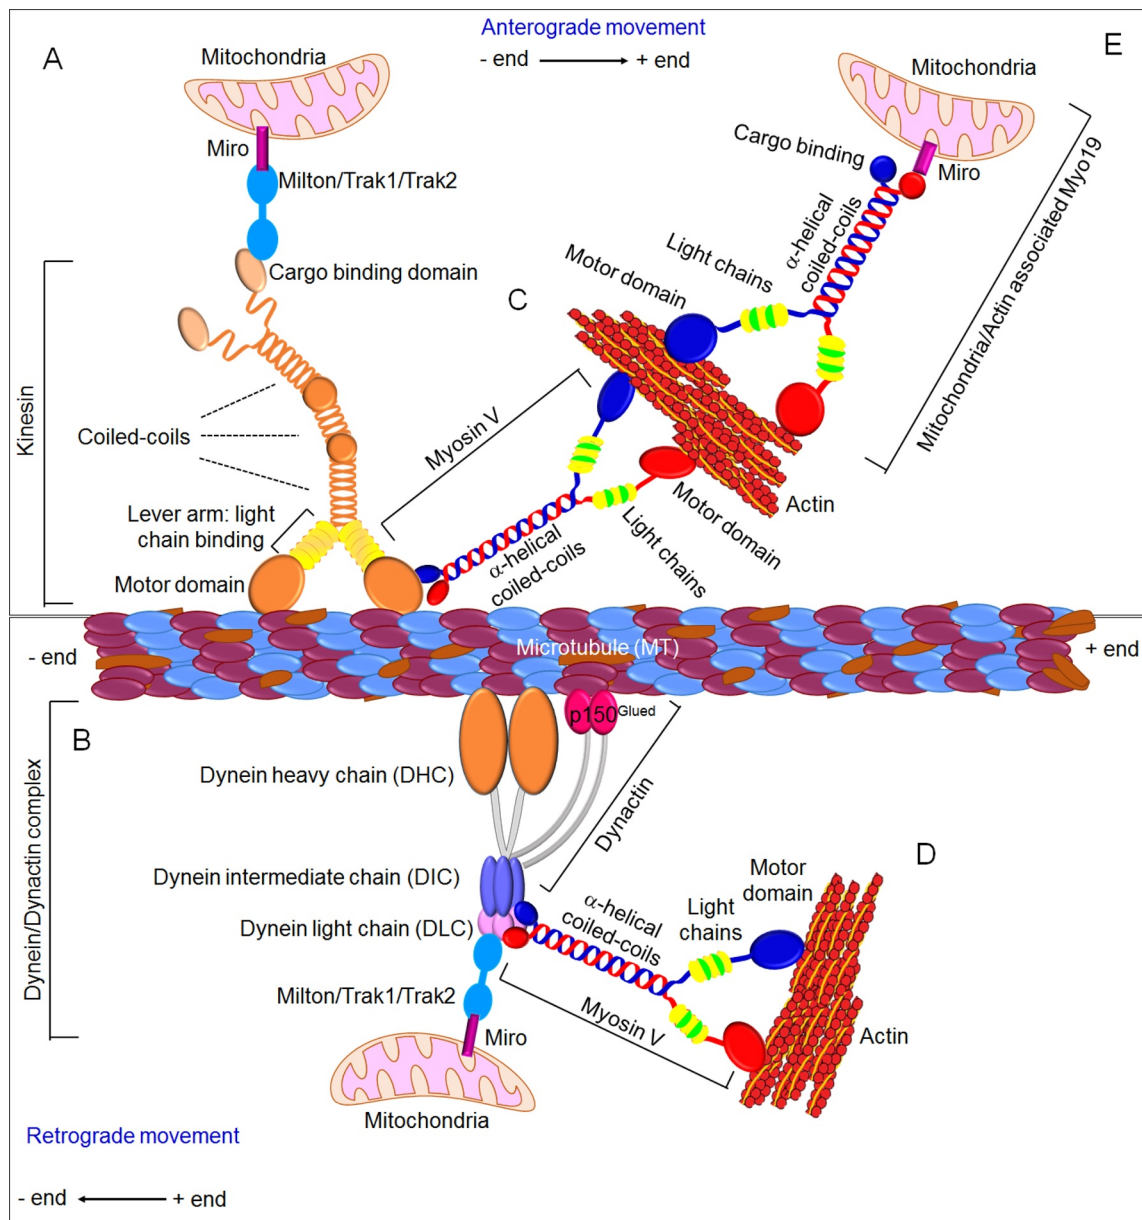 A
Mitochondria
Anterograde movement
- end
+ end
E
Mitochondria
Miro
Milton/Trak1/Trak2
Cargo binding
Miro
Cargo binding domain
Kinesin
Coiled-coils
Lever arm: light
chain binding
Motor domain
C
Motor domain
Light chains
α-helical
coiled-coils
Mitochondria/Actin associated Myo19
Myosin V
Actin
Motor domain
Light chains
α-helical
coiled-coils
- end
Microtubule (MT)
+ end
B
Dynein/Dynactin complex
p150Glued
Dynein heavy chain (DHC)
Dynactin
Dynein intermediate chain (DIC)
Dynein light chain (DLC)
Milton/Trak1/Trak2
Miro
Mitochondria
D
Motor
domain
Light
chains
α-helical
coiled-coils
Myosin V
Actin
Retrograde movement
- end
+ end